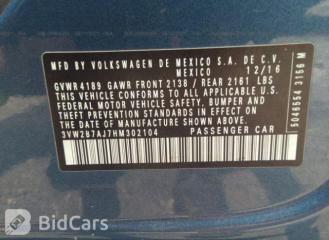 MFD BY VOLKSWAGEN DE MEXICO S.A. DE C.V.
12/16
GVWR 4189 GAWR FRONT 2138 / REAR 2161 LBS
THIS VEHICLE CONFORMS TO ALL APPLICABLE
FEDERAL MOTOR VEHICLE SAFETY, BUMPER,
AND THEFT PREVENTION STANDARDS IN EFFECT
ON THE DATE OF MANUFACTURE SHOWN ABOVE.
3VW2B7AJ7HM302104 PASSENGER CAR
5046554 3156 M
BidCars